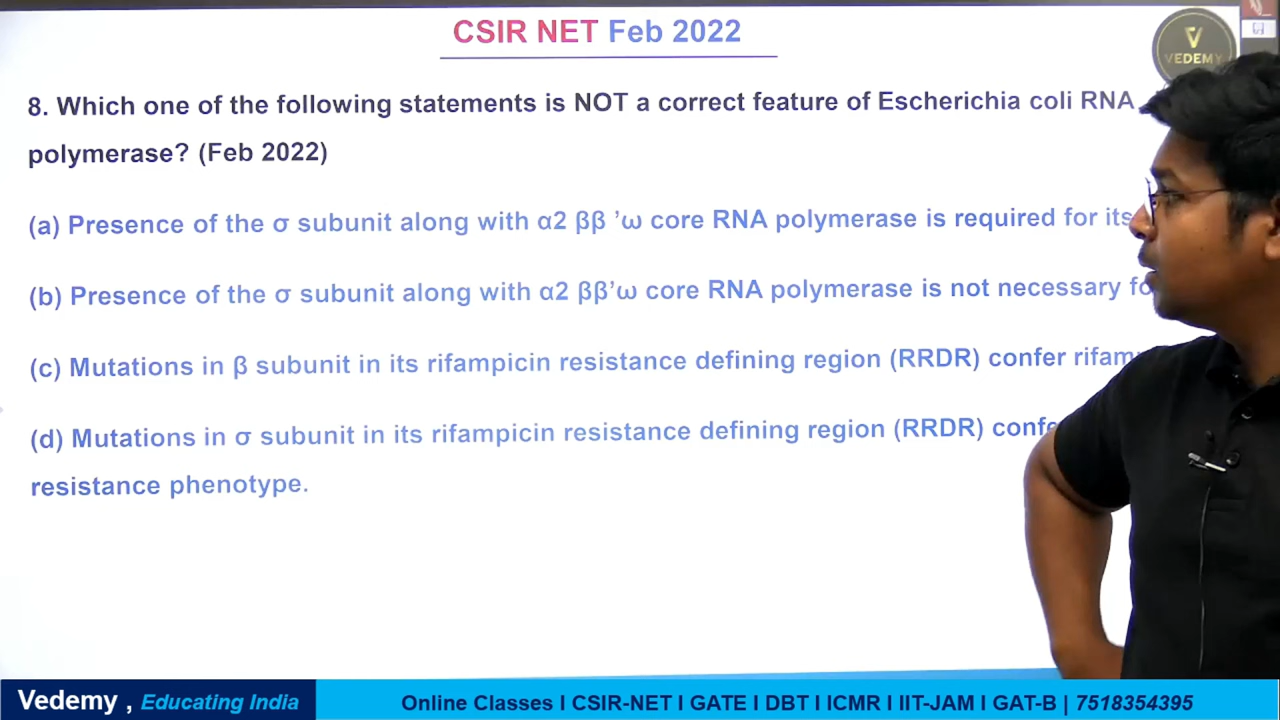 CSIR NET Feb 2022
VEDEMY
8. Which one of the following statements is NOT a correct feature of Escherichia coli RNA
polymerase? (Feb 2022)
(a) Presence of the σ subunit along with α2 ββ ’ω core RNA polymerase is required for its
(b) Presence of the σ subunit along with α2 ββ’ω core RNA polymerase is not necessary
(c) Mutations in β subunit in its rifampicin resistance defining region (RRDR) confer
(d) Mutations in σ subunit in its rifampicin resistance defining region (RRDR)
resistance phenotype.
Vedemy , Educating India
Online Classes I CSIR-NET I GATE I DBT I ICMR I IIT-JAM I GAT-B | 7518354395